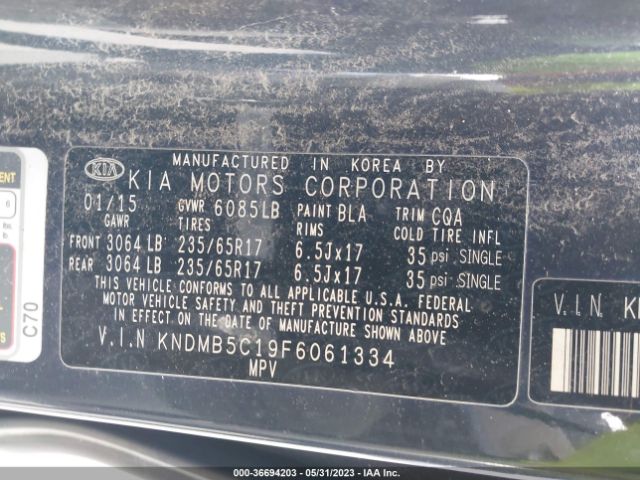 MANUFACTURED IN KOREA BY
KIA KIA MOTORS CORPORATION
01/15 GVWR 6085LB PAINT BLA TRIM CQA
GAWR TIRES RIMS COLD TIRE INFL
FRONT 3064 LB 235/65R17 6.5Jx17 35 psi SINGLE
REAR 3064 LB 235/65R17 6.5Jx17 35 psi SINGLE
THIS VEHICLE CONFORMS TO ALL APPLICABLE U.S.A. FEDERAL
MOTOR VEHICLE SAFETY AND THEFT PREVENTION STANDARDS
IN EFFECT ON THE DATE OF MANUFACTURE SHOWN ABOVE
V.I.N KNDMB5C19F6061334
MPV
C70
6
V.I.N.
000-36694203 - 05/31/2023 - IAA Inc.